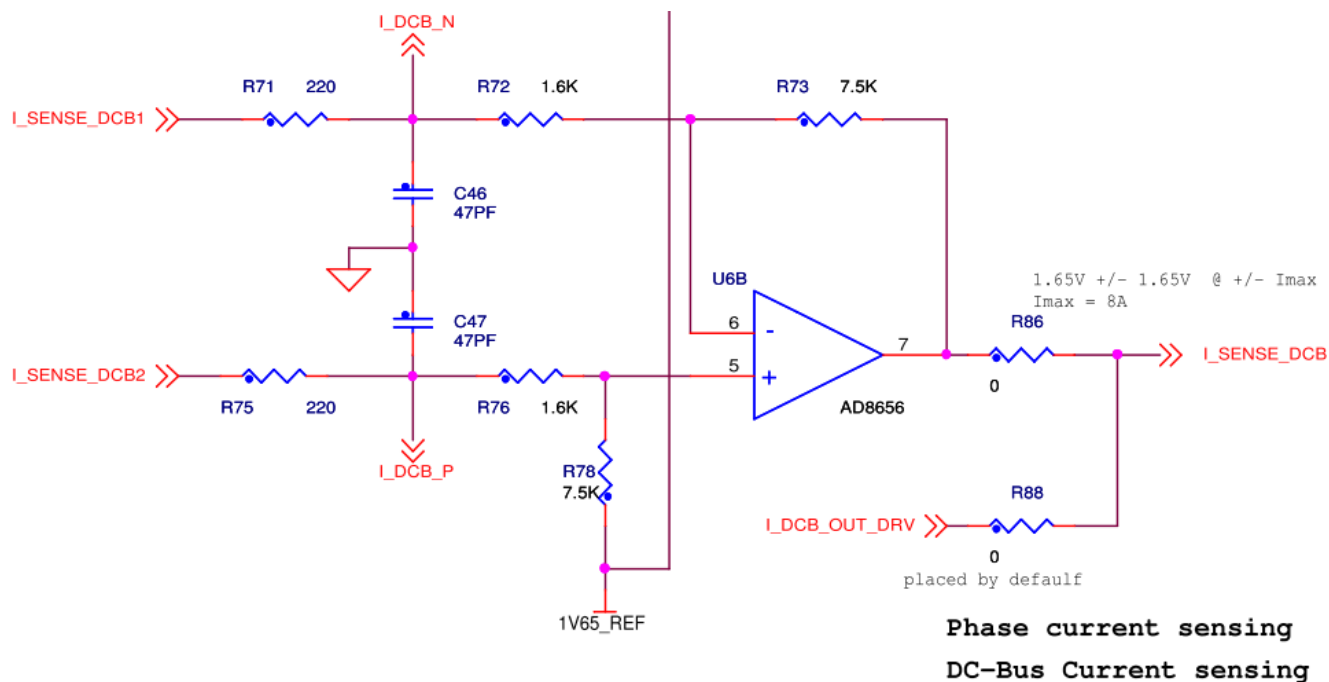 I_DCB_N
R71 220
R72 1.6K
R73 7.5K
I_SENSE_DCB1
C46
47PF
U6B
1.65V +/- 1.65V @ +/- Imax
Imax = 8A
C47
47PF
R86
6
-
7
I_SENSE_DCB
I_SENSE_DCB2
5
+
0
R75 220
R76 1.6K
AD8656
I_DCB_P
R78
7.5K
R88
I_DCB_OUT_DRV
0
placed by defaulf
1V65_REF
Phase current sensing
DC-Bus Current sensing